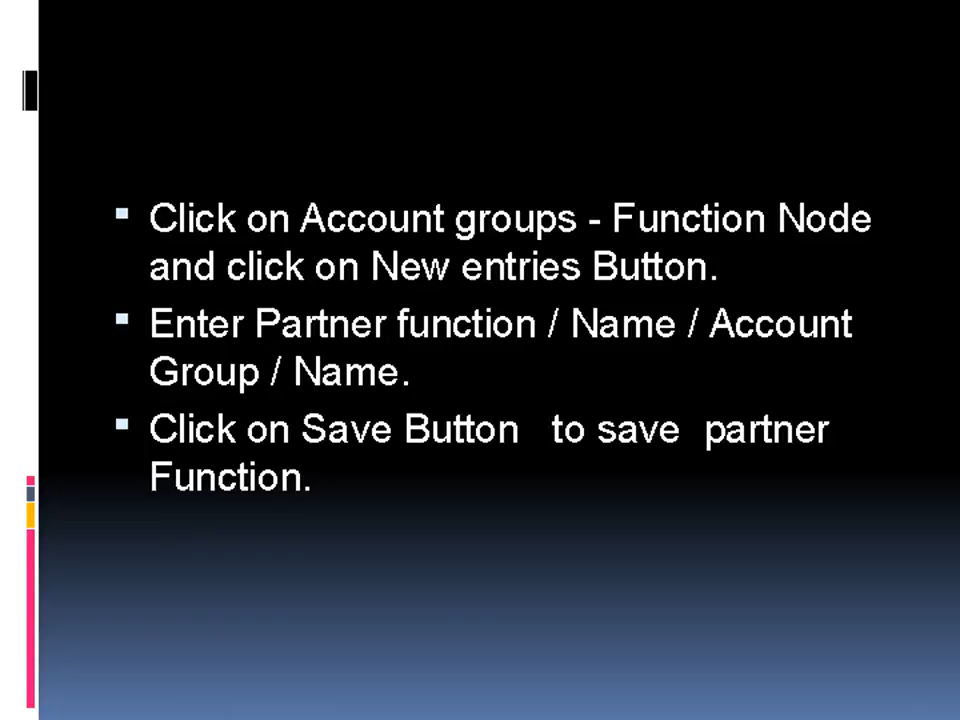 Click on Account groups - Function Node
and click on New entries Button.
Enter Partner function / Name / Account
Group / Name.
Click on Save Button   to save  partner
Function.